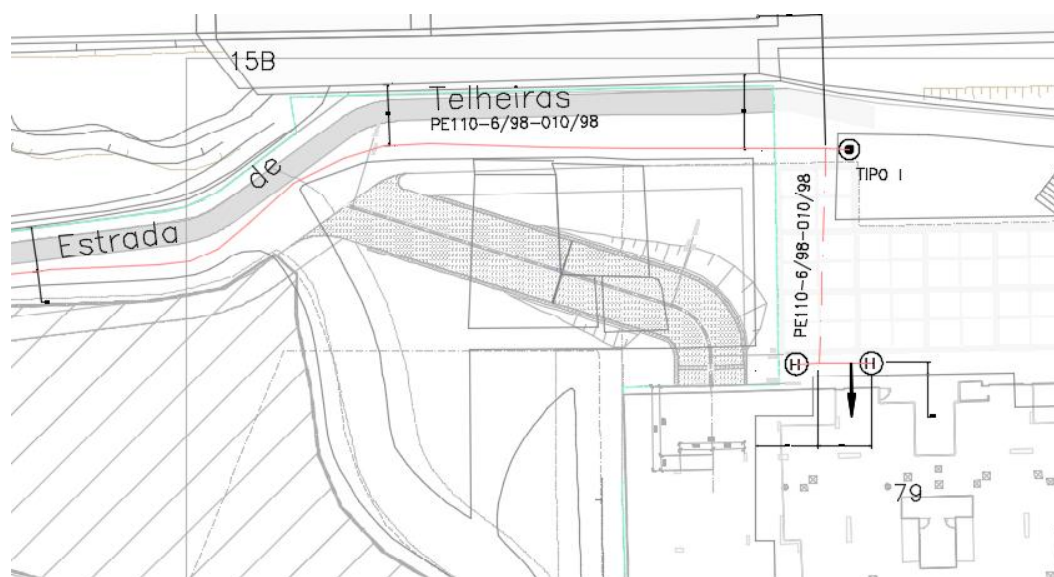 15B
Telheiras
PE110-6/98-010/98
de
Estrada
TIPO I
PE110-6/98-010/98
H
H
79